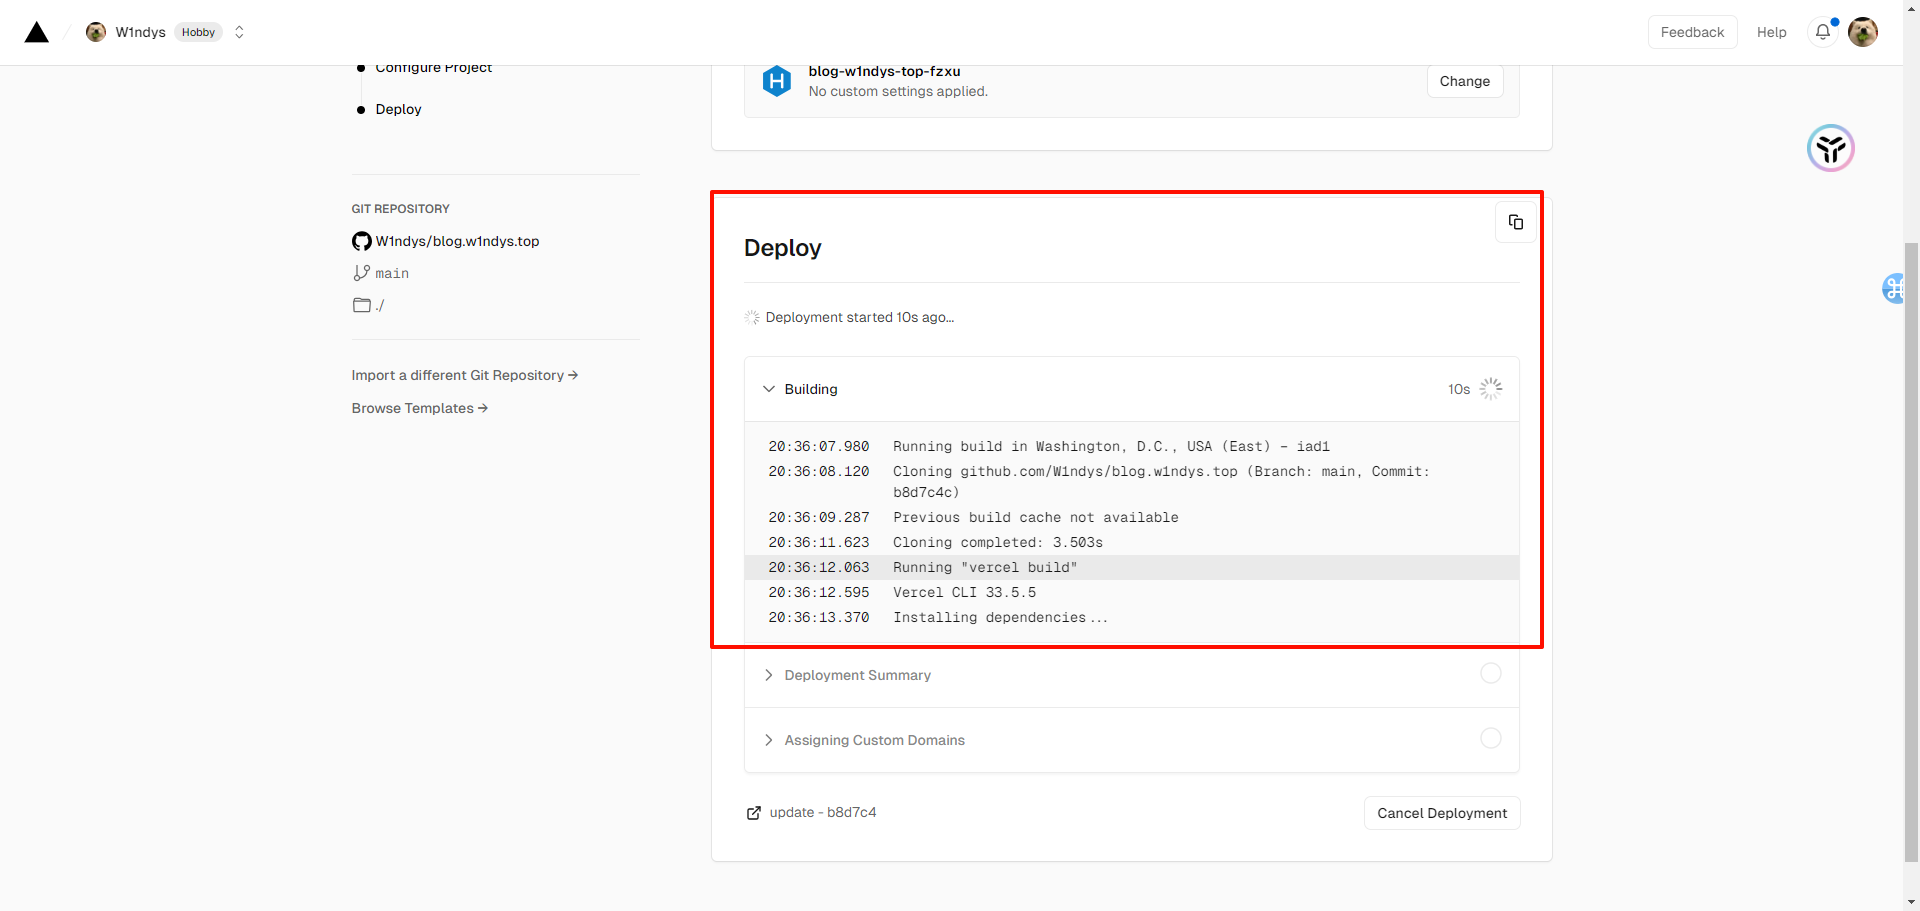 W1ndys Hobby
Feedback Help
Configure Project
Deploy
GIT REPOSITORY
W1ndys/blog.w1ndys.top
main
./
Import a different Git Repository →
Browse Templates →
H
blog-w1ndys-top-fzxu
No custom settings applied.
Change
Deploy
Deployment started 10s ago...
Building 10s
20:36:07.980 Running build in Washington, D.C., USA (East) – iad1
20:36:08.120 Cloning github.com/W1ndys/blog.w1ndys.top (Branch: main, Commit:
b8d7c4c)
20:36:09.287 Previous build cache not available
20:36:11.623 Cloning completed: 3.503s
20:36:12.063 Running "vercel build"
20:36:12.595 Vercel CLI 33.5.5
20:36:13.370 Installing dependencies...
Deployment Summary
Assigning Custom Domains
update - b8d7c4
Cancel Deployment